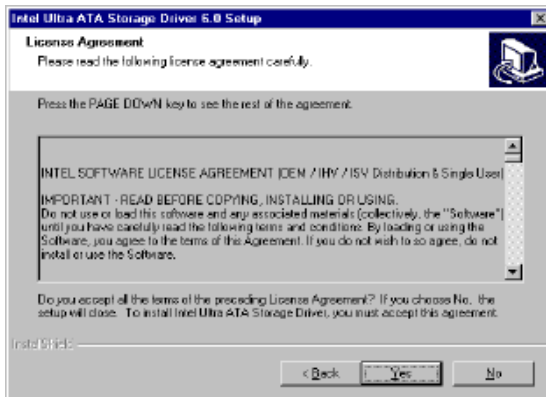 Intel Ultra ATA Storage Driver 6.0 Setup
License Agreement
Please read the following license agreement carefully.
Press the PAGE DOWN key to see the rest of the agreement.
INTEL SOFTWARE LICENSE AGREEMENT (OEM / IHV / ISV Distribution & Single User)
IMPORTANT - READ BEFORE COPYING, INSTALLING OR USING.
Do not use or load this software and any associated materials (collectively, the "Software")
until you have carefully read the following terms and conditions. By loading or using the
Software, you agree to the terms of this Agreement. If you do not wish to so agree, do not
install or use the Software.
Do you accept all the terms of the preceding License Agreement? If you choose No, the
setup will close. To install Intel Ultra ATA Storage Driver, you must accept this agreement.
InstallShield
< Back
Yes
No